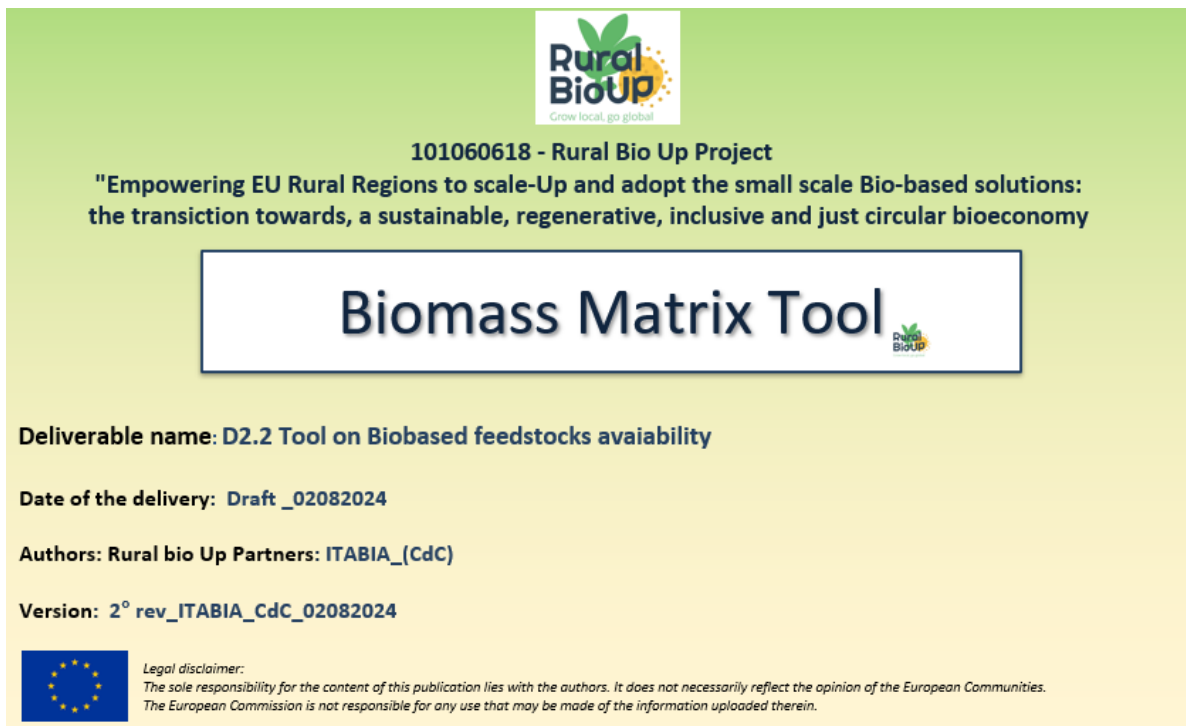 Rural
BioUP
Grow local, go global
101060618 - Rural Bio Up Project
"Empowering EU Rural Regions to scale-Up and adopt the small scale Bio-based solutions:
the transiction towards, a sustainable, regenerative, inclusive and just circular bioeconomy
Biomass Matrix Tool
Rural
BioUP
Deliverable name: D2.2 Tool on Biobased feedstocks avaiability
Date of the delivery: Draft _02082024
Authors: Rural bio Up Partners: ITABIA_(CdC)
Version: 2° rev_ITABIA_CdC_02082024
Legal disclaimer:
The sole responsibility for the content of this publication lies with the authors. It does not necessarily reflect the opinion of the European Communities.
The European Commission is not responsible for any use that may be made of the information uploaded therein.